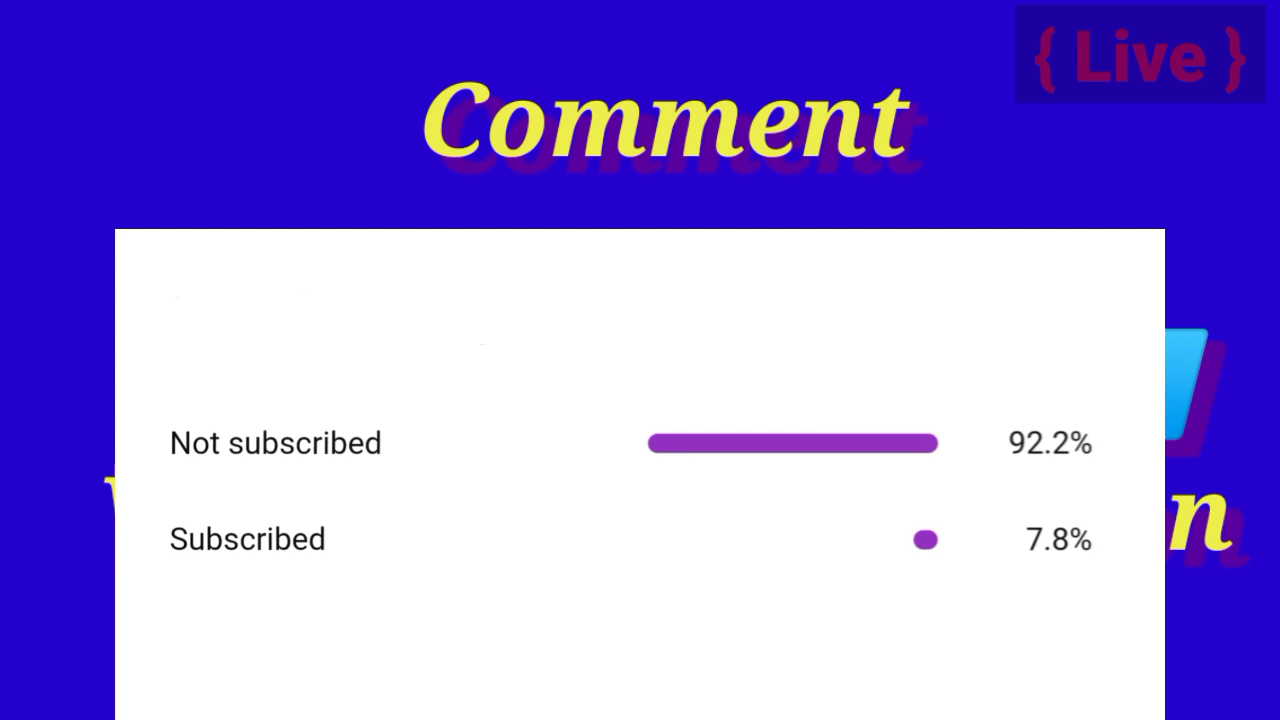 { Live }
Comment
Not subscribed 92.2%
Subscribed 7.8%